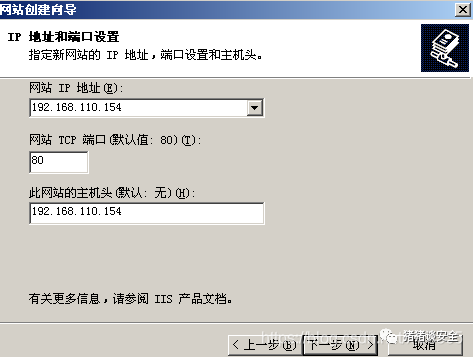 网站创建向导
IP 地址和端口设置
指定新网站的 IP 地址,端口设置和主机头。
网站 IP 地址(E):
192.168.110.154
网站 TCP 端口(默认值: 80)(T):
80
此网站的主机头(默认: 无)(H):
192.168.110.154
有关更多信息,请参阅 IIS 产品文档。
< 上一步(B) 下一步(N) > 取消
猪猪谈安全